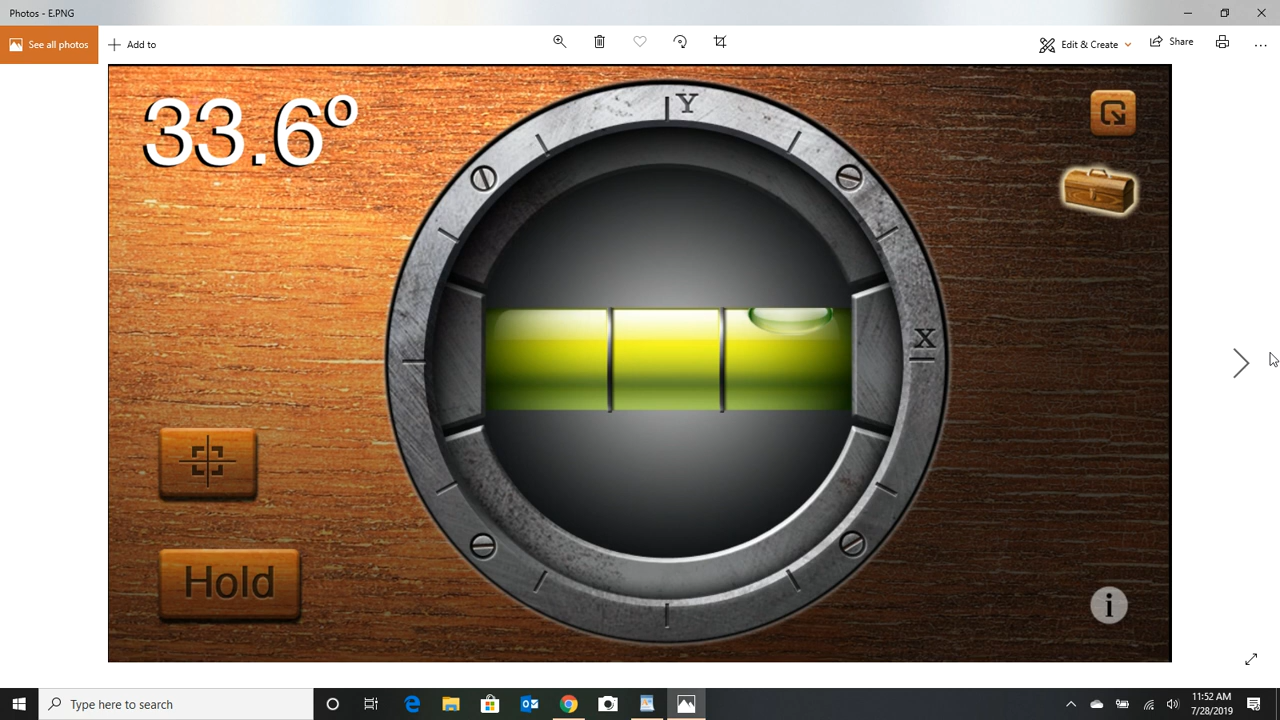 Photos - E.PNG
See all photos
Add to
Edit & Create
Share
33.6º
Y
X
Hold
i
Type here to search
11:52 AM
7/28/2019